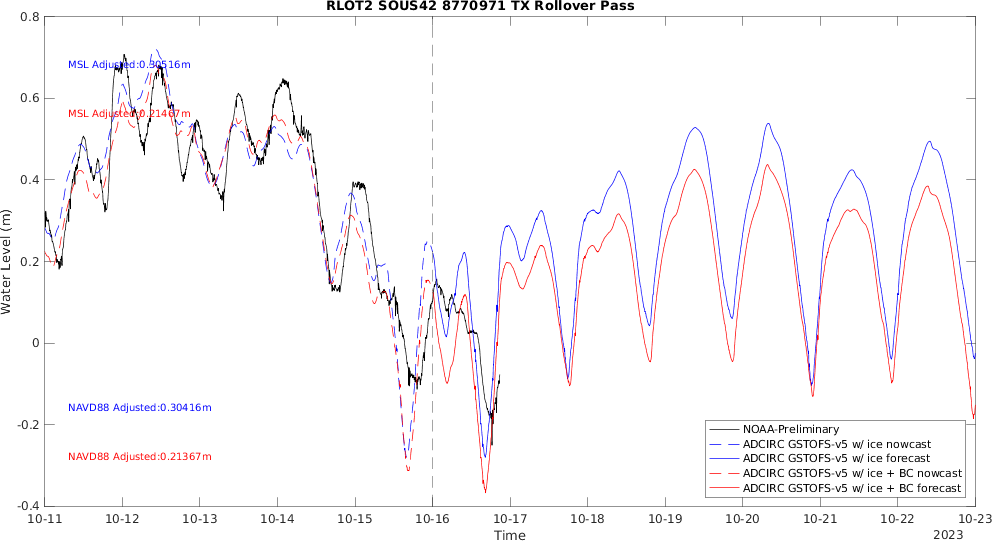 RLOT2 SOUS42 8770971 TX Rollover Pass
0.8
0.6
0.4
0.2
0
-0.2
-0.4
Water Level (m)
MSL Adjusted:0.30516m
MSL Adjusted:0.21467m
NAVD88 Adjusted:0.30416m
NAVD88 Adjusted:0.21367m
NOAA-Preliminary
ADCIRC GSTOFS-v5 w/ ice nowcast
ADCIRC GSTOFS-v5 w/ ice forecast
ADCIRC GSTOFS-v5 w/ ice + BC nowcast
ADCIRC GSTOFS-v5 w/ ice + BC forecast
10-11 10-12 10-13 10-14 10-15 10-16 10-17 10-18 10-19 10-20 10-21 10-22 10-23
Time
2023